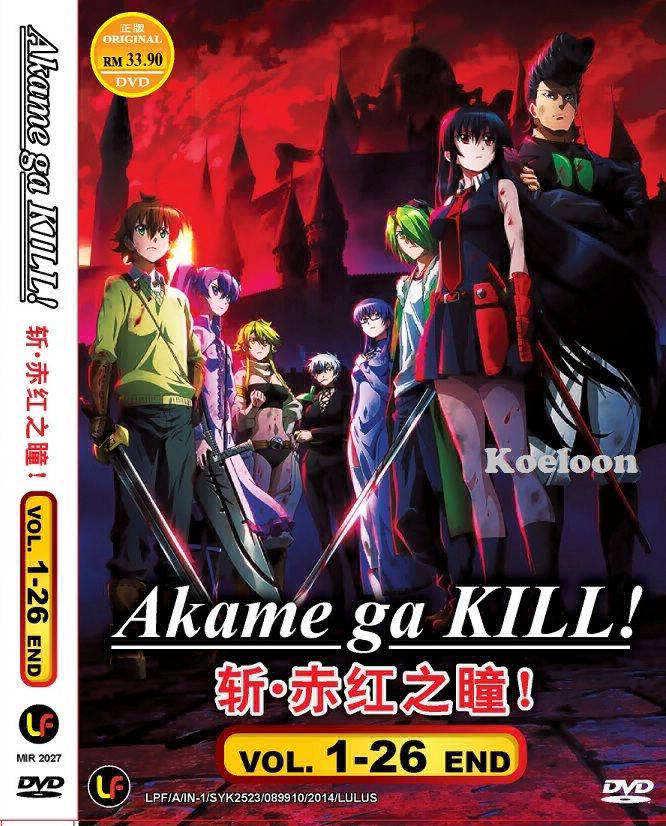 Akame ga KILL!
斩·赤红之瞳！
VOL. 1-26 END
LF
MIR 2027
DVD
正版
ORIGINAL
RM 33.90
DVD
Koeloon
Akame ga KILL!
斩·赤红之瞳！
VOL. 1-26 END
LF
LPF/A/IN-1/SYK2523/089910/2014/LULUS
DVD